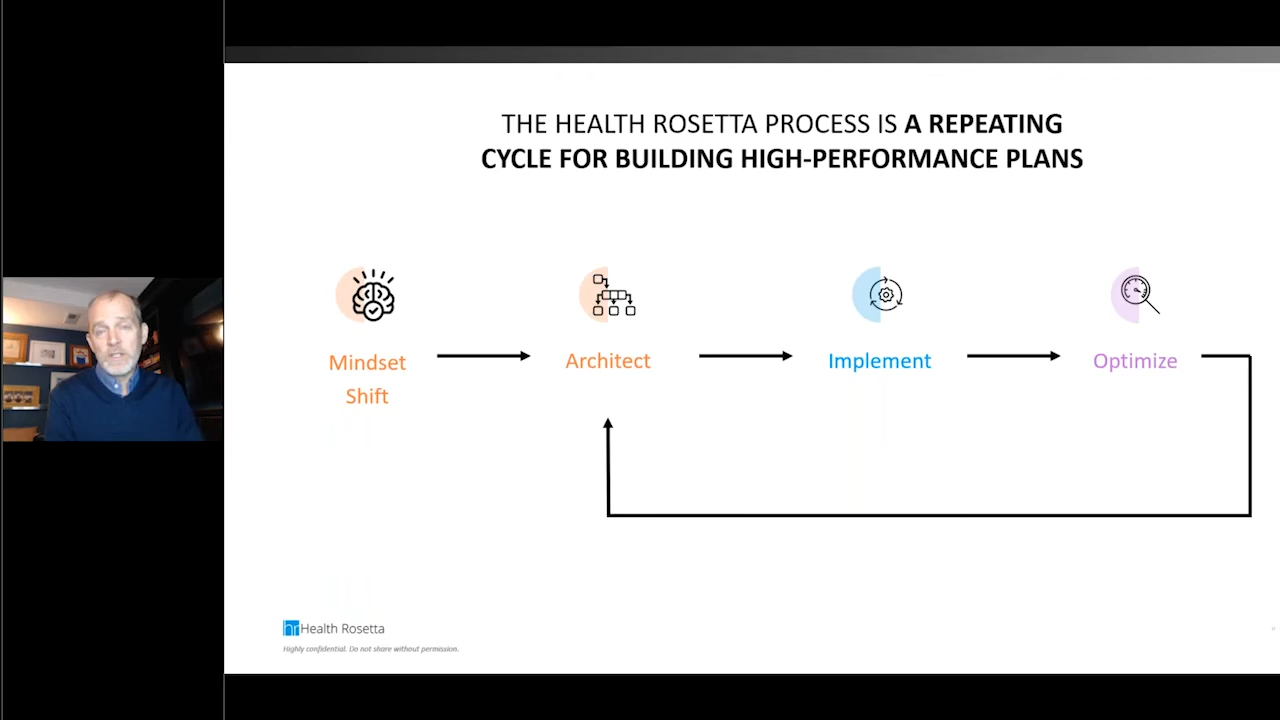 THE HEALTH ROSETTA PROCESS IS A REPEATING
CYCLE FOR BUILDING HIGH-PERFORMANCE PLANS
Mindset
Shift
Architect
Implement
Optimize
hr Health Rosetta
Highly confidential. Do not share without permission.